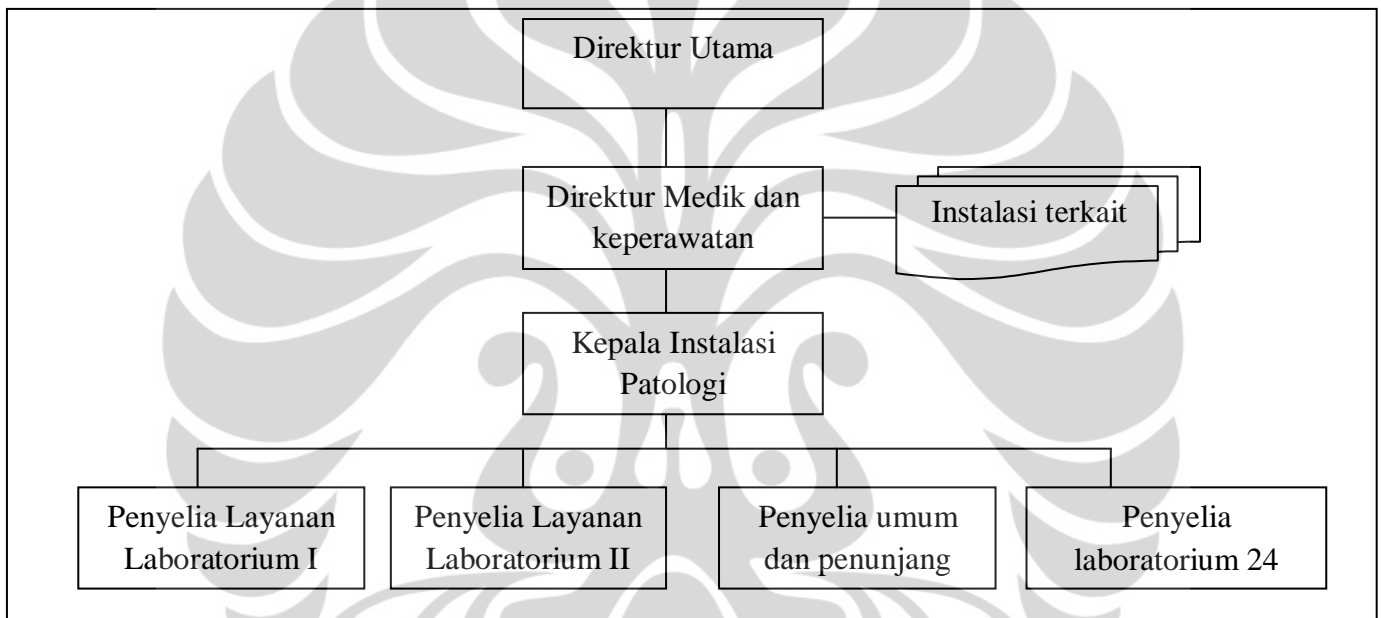 Direktur Utama
Direktur Medik dan
keperawatan
Instalasi terkait
Kepala Instalasi
Patologi
Penyelia Layanan
Laboratorium I
Penyelia Layanan
Laboratorium II
Penyelia umum
dan penunjang
Penyelia
laboratorium 24